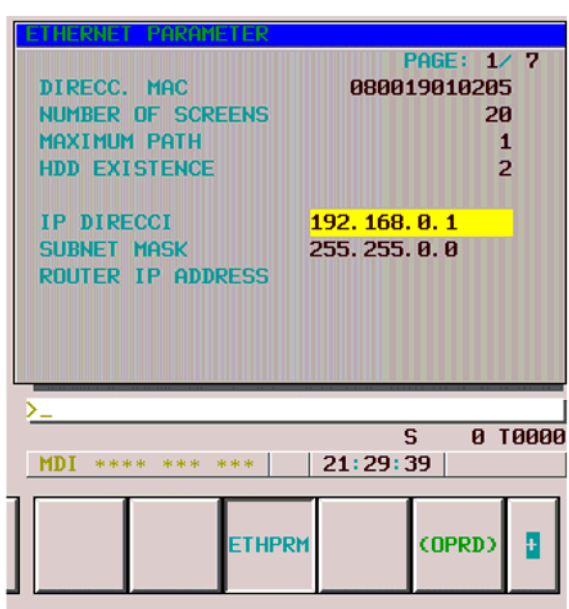 ETHERNET PARAMETER
PAGE: 1/ 7
DIRECC. MAC 080019010205
NUMBER OF SCREENS 20
MAXIMUM PATH 1
HDD EXISTENCE 2
IP DIRECCI 192.168.0.1
SUBNET MASK 255.255.0.0
ROUTER IP ADDRESS
>_
S 0 T0000
MDI **** *** *** 21:29:39
ETHPRM (OPRD) +